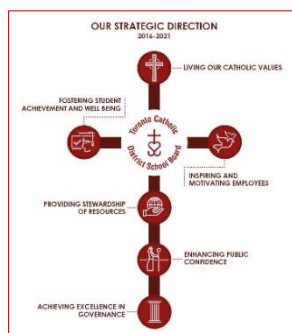 OUR STRATEGIC DIRECTION
2016-2021
LIVING OUR CATHOLIC VALUES
FOSTERING STUDENT
ACHIEVEMENT AND WELL BEING
Toronto Catholic
District School Board
INSPIRING AND
MOTIVATING EMPLOYEES
PROVIDING STEWARDSHIP
OF RESOURCES
ENHANCING PUBLIC
CONFIDENCE
ACHIEVING EXCELLENCE IN
GOVERNANCE